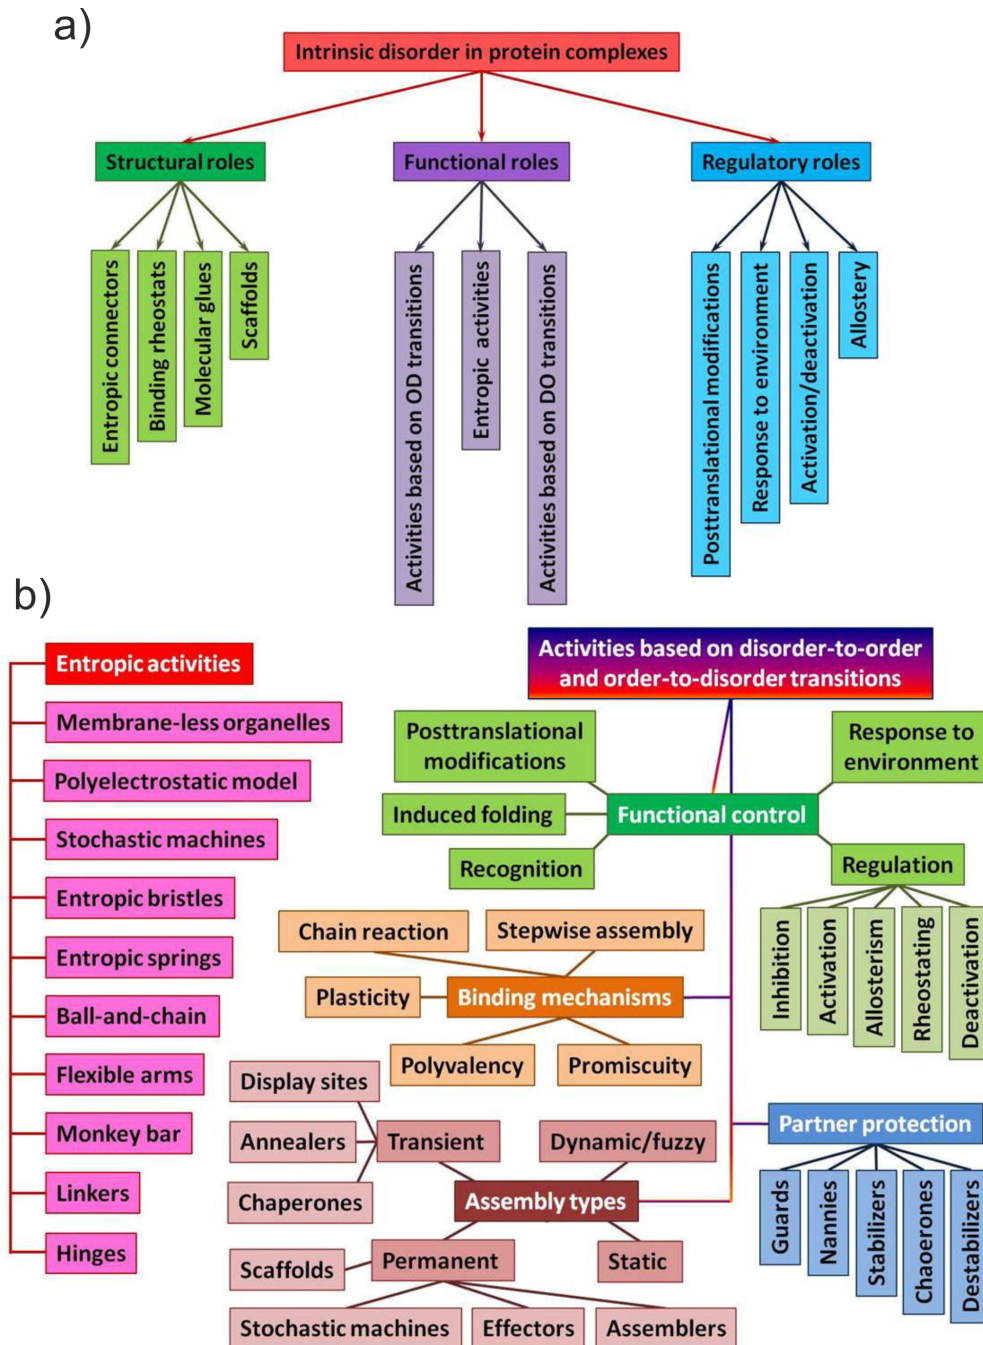 a)
Intrinsic disorder in protein complexes
Structural roles
Functional roles
Regulatory roles
Entropic connectors
Binding rheostats
Molecular glues
Scaffolds
Activities based on OD transitions
Entropic activities
Activities based on DO transitions
Posttranslational modifications
Response to environment
Activation/deactivation
Allostery
b)
Entropic activities
Membrane-less organelles
Polyelectrostatic model
Stochastic machines
Entropic bristles
Entropic springs
Ball-and-chain
Flexible arms
Monkey bar
Linkers
Hinges
Activities based on disorder-to-order
and order-to-disorder transitions
Posttranslational
modifications
Response to
environment
Induced folding
Functional control
Recognition
Regulation
Inhibition
Activation
Allosterism
Rheostating
Deactivation
Chain reaction
Stepwise assembly
Plasticity
Binding mechanisms
Polyvalency
Promiscuity
Display sites
Annealers
Transient
Dynamic/fuzzy
Chaperones
Assembly types
Scaffolds
Permanent
Static
Stochastic machines
Effectors
Assemblers
Partner protection
Guards
Nannies
Stabilizers
Chaoerones
Destabilizers